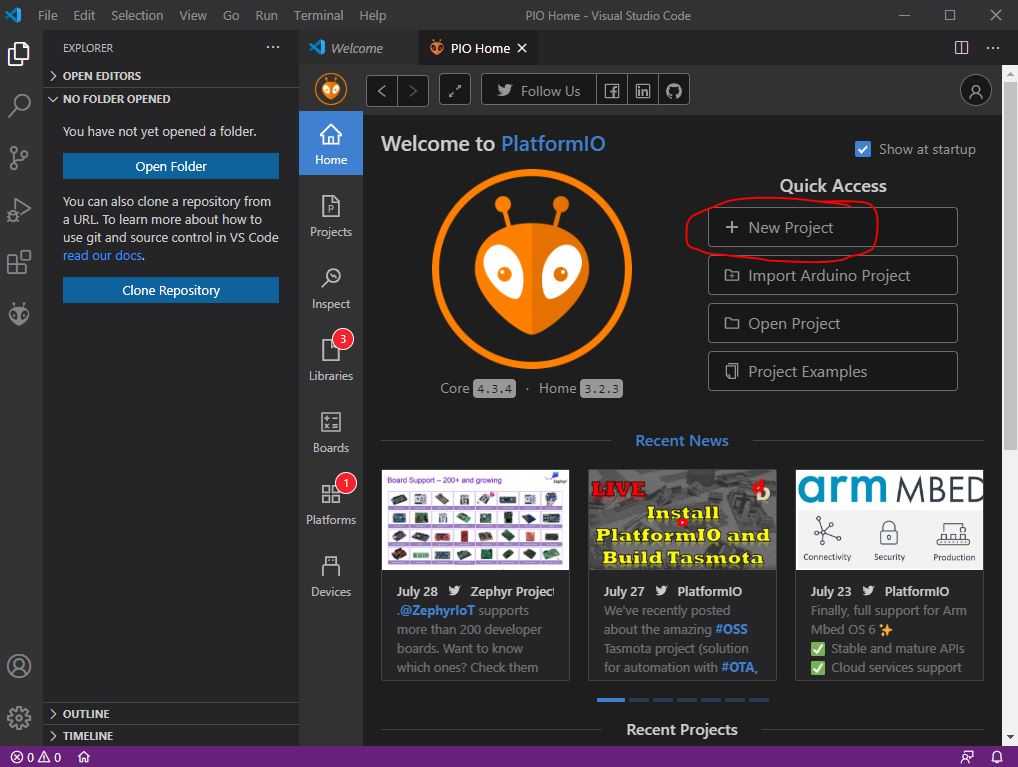 File Edit Selection View Go Run Terminal Help
PIO Home - Visual Studio Code
EXPLORER
OPEN EDITORS
NO FOLDER OPENED
You have not yet opened a folder.
Open Folder
You can also clone a repository from
a URL. To learn more about how to
use git and source control in VS Code
read our docs.
Clone Repository
OUTLINE
TIMELINE
Welcome
PIO Home
Follow Us
Home
Projects
Inspect
3
Libraries
Boards
1
Platforms
Devices
Welcome to PlatformIO
Show at startup
Core 4.3.4 · Home 3.2.3
Quick Access
New Project
Import Arduino Project
Open Project
Project Examples
Recent News
Board Support – 200+ and growing
Zephyr
July 28 Zephyr Project
.@ZephyrIoT supports
more than 200 developer
boards. Want to know
which ones? Check them
LIVE
Install
PlatformIO and
Build Tasmota
July 27 PlatformIO
We've recently posted
about the amazing #OSS
Tasmota project (solution
for automation with #OTA,
arm MBED
Connectivity Security Production
July 23 PlatformIO
Finally, full support for Arm
Mbed OS 6 ✨
✅ Stable and mature APIs
✅ Cloud services support
Recent Projects
0 0